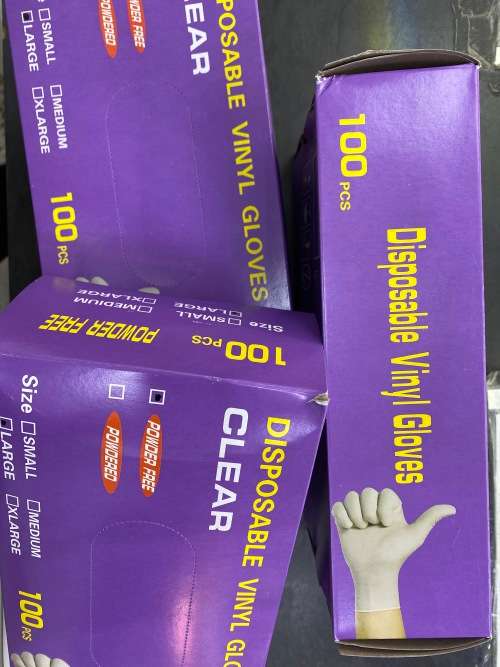 DISPOSABLE VINYL GLOVES
CLEAR
POWDER FREE
POWDERED
SMALL
MEDIUM
LARGE
XLARGE
100 PCS
100 PCS
Disposable Vinyl Gloves
100 PCS
POWDER FREE
Size SMALL
MEDIUM
LARGE
XLARGE
DISPOSABLE VINYL
CLEAR
POWDER FREE
POWDERED
Size SMALL
MEDIUM
LARGE
XLARGE
100 PCS